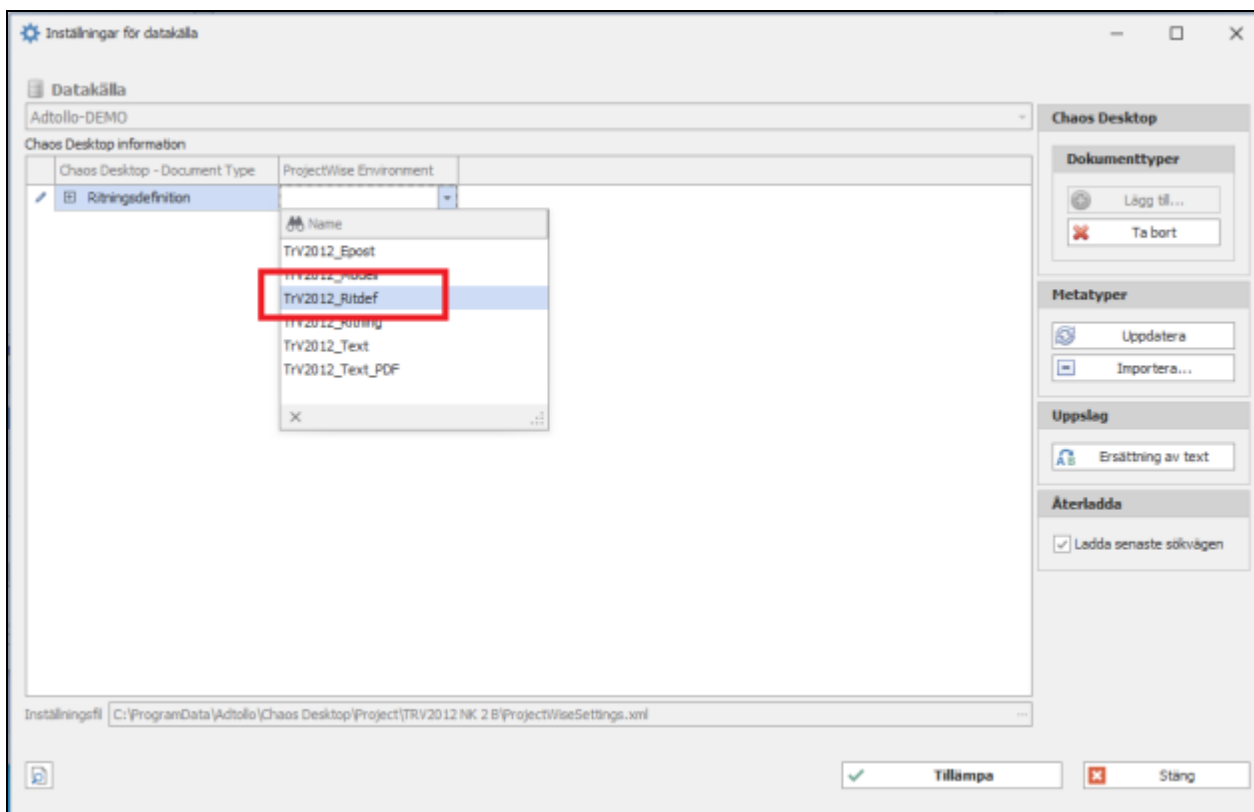 Inställningar för datakälla
Datakälla
Adtollo-DEMO
Chaos Desktop information
Chaos Desktop - Document Type ProjectWise Environment
Ritningsdefinition
Name
TrV2012_Epost
TrV2012_Modell
TrV2012_Ritdef
TrV2012_Ritning
TrV2012_Text
TrV2012_Text_PDF
Chaos Desktop
Dokumenttyper
Lägg till...
Ta bort
Metatyper
Uppdatera
Importera...
Uppslag
Ersättning av text
Återladda
Ladda senaste sökvägen
Inställningsfil C:\ProgramData\Adtollo\Chaos Desktop\Project\TRV2012 NK 2 B\ProjectWiseSettings.xml
Tillämpa
Stäng